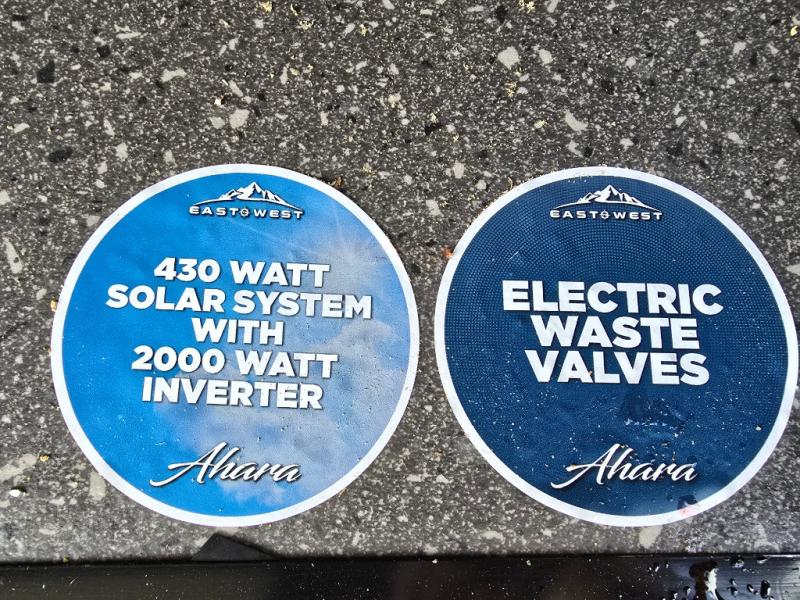 EAST WEST
430 WATT
SOLAR SYSTEM
WITH
2000 WATT
INVERTER
Ahara
EAST WEST
ELECTRIC
WASTE
VALVES
Ahara